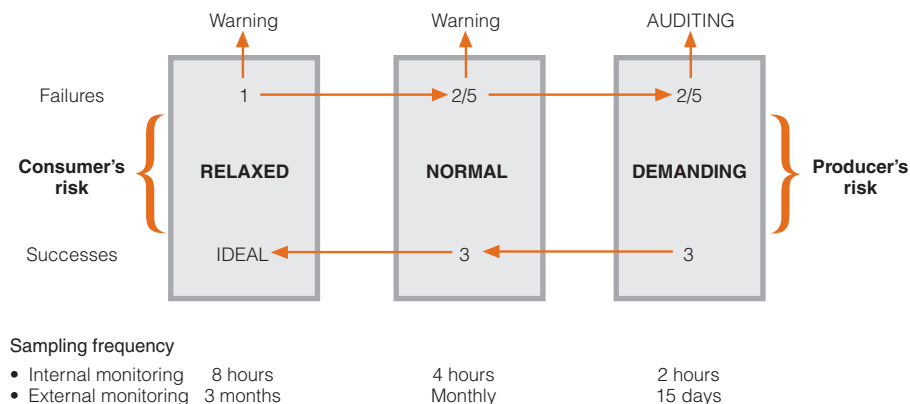 Warning Warning AUDITING
Failures 1 2/5 2/5
Consumer's risk RELAXED NORMAL DEMANDING Producer's risk
Successes IDEAL 3 3
Sampling frequency
• Internal monitoring 8 hours 4 hours 2 hours
• External monitoring 3 months Monthly 15 days